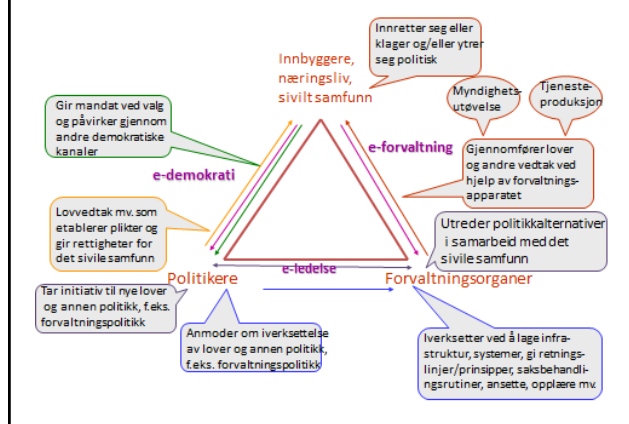 Innretter seg eller
klager og/eller ytrer
seg politisk
Innbyggere,
næringsliv,
sivilt samfunn
Myndighets-
utøvelse
Tjeneste-
produksjon
Gir mandat ved valg
og påvirker gjennom
andre demokratiske
kanaler
e-forvaltning
Gjennomfører lover
og andre vedtak ved
hjelp av forvaltnings-
apparatet
e-demokrati
Lovvedtak mv. som
etablerer plikter og
gir rettigheter for
det sivile samfunn
Utreder politikkalternativer
i samarbeid med det
sivile samfunn
Politikere
e-ledelse
Forvaltningsorganer
Tar initiativ til nye lover
og annen politikk, f.eks.
forvaltningspolitikk
Anmoder om iverksettelse
av lover og annen politikk,
f.eks. forvaltningspolitikk
Iverksetter ved å lage infra-
struktur, systemer, gi retnings-
linjer/prinsipper, saksbehandl-
ingsrutiner, ansette, opplære mv.